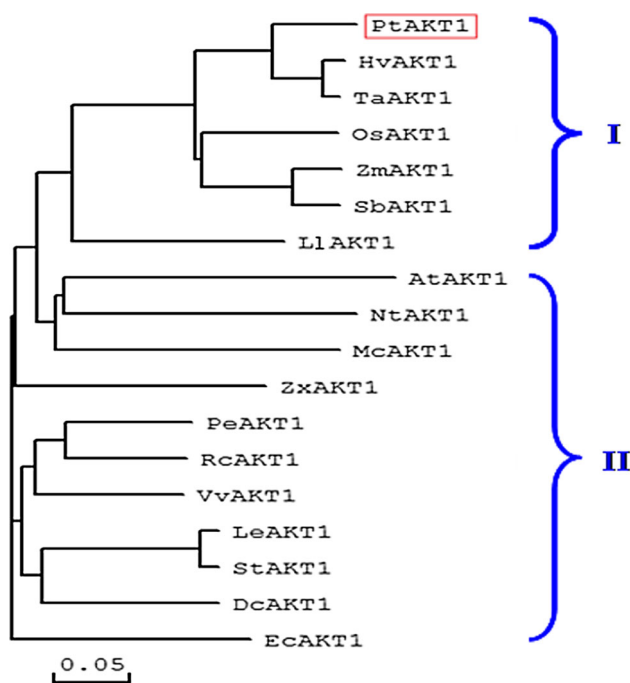 PtAKT1
HvAKT1
TaAKT1
OsAKT1
I
ZmAKT1
SbAKT1
LlAKT1
AtAKT1
NtAKT1
McAKT1
ZxAKT1
PeAKT1
RcAKT1
II
VvAKT1
LeAKT1
StAKT1
DcAKT1
EcAKT1
0.05